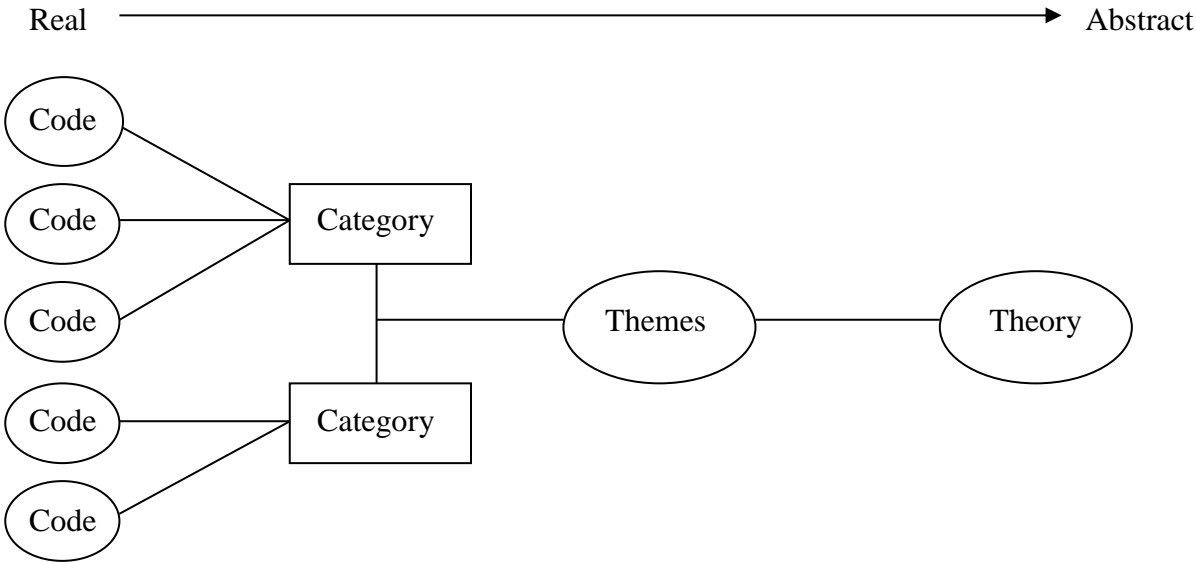 Real
Abstract
Code
Code
Category
Code
Themes
Theory
Code
Category
Code